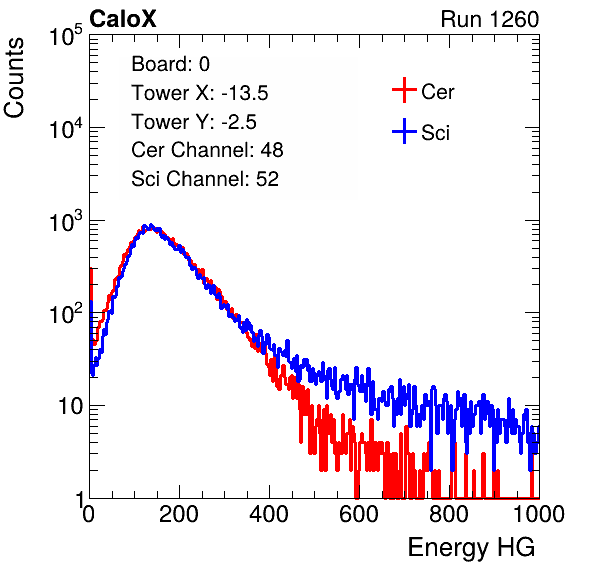 CaloX Run 1260
Counts
Board: 0
Tower X: -13.5
Tower Y: -2.5
Cer Channel: 48
Sci Channel: 52
Cer
Sci
10^5
10^4
10^3
10^2
10
1
0 200 400 600 800 1000
Energy HG